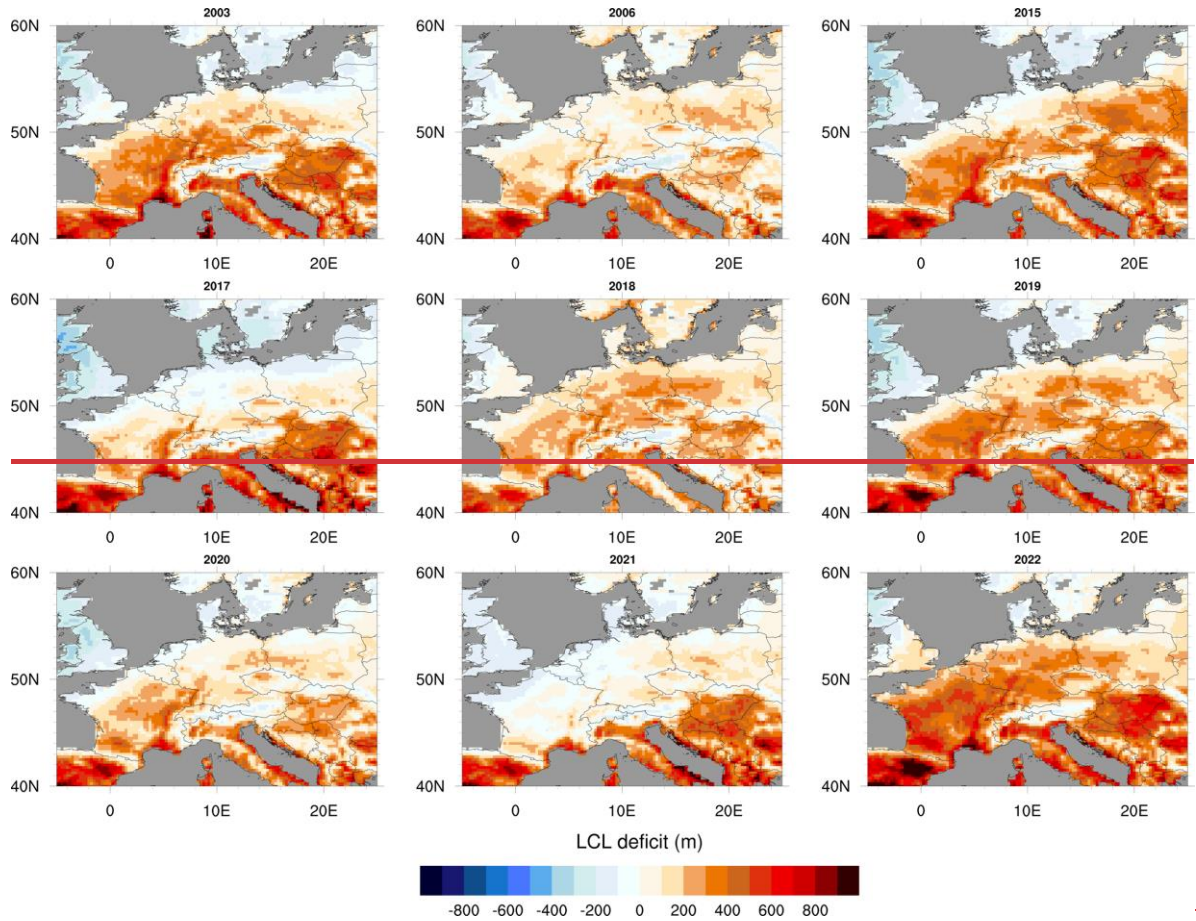 2003 2006 2015
60N 60N 60N
50N 50N 50N
40N 40N 40N
0 10E 20E 0 10E 20E 0 10E 20E
2017 2018 2019
60N 60N 60N
50N 50N 50N
40N 40N 40N
0 10E 20E 0 10E 20E 0 10E 20E
2020 2021 2022
60N 60N 60N
50N 50N 50N
40N 40N 40N
0 10E 20E 0 10E 20E 0 10E 20E
LCL deficit (m)
-800 -600 -400 -200 0 200 400 600 800